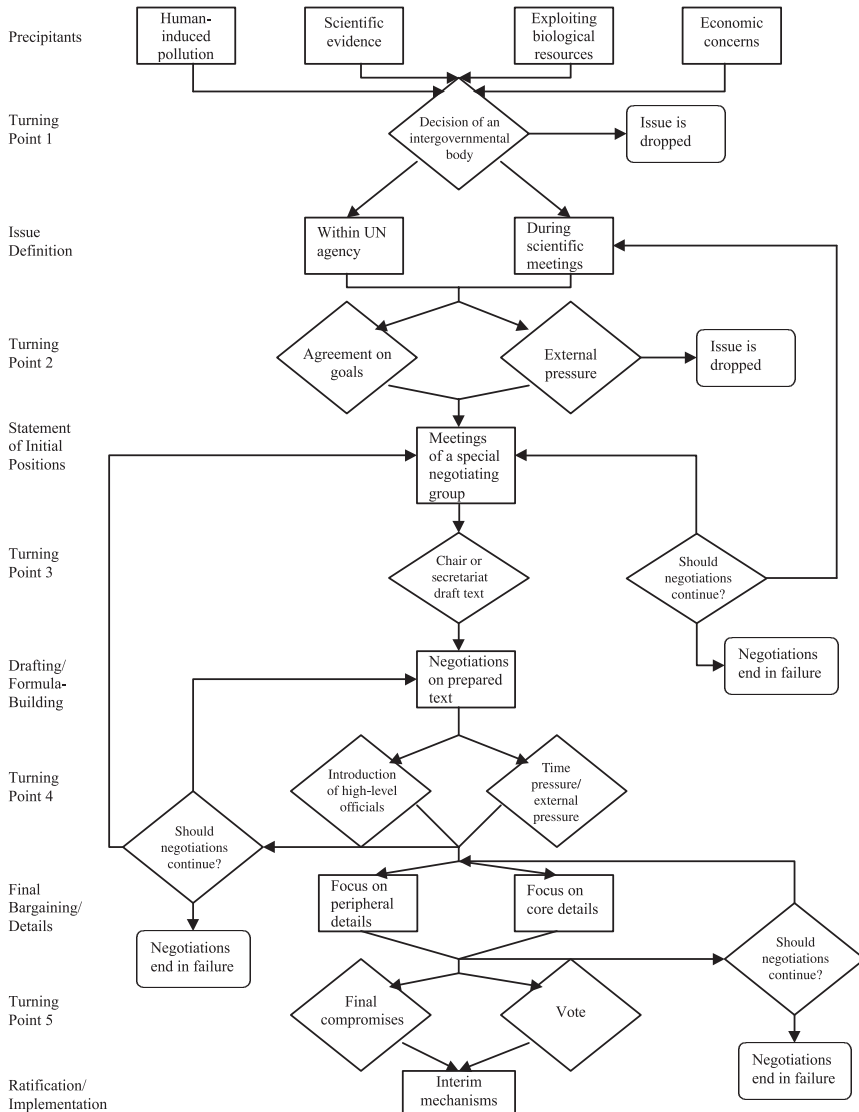 Precipitants
Human-
induced
pollution
Scientific
evidence
Exploiting
biological
resources
Economic
concerns
Turning
Point 1
Decision of an
intergovernmental
body
Issue is
dropped
Issue
Definition
Within UN
agency
During
scientific
meetings
Turning
Point 2
Agreement on
goals
External
pressure
Issue is
dropped
Statement
of Initial
Positions
Meetings
of a special
negotiating
group
Turning
Point 3
Chair or
secretariat
draft text
Should
negotiations
continue?
Negotiations
end in failure
Drafting/
Formula-
Building
Negotiations
on prepared
text
Turning
Point 4
Introduction
of high-level
officials
Time
pressure/
external
pressure
Should
negotiations
continue?
Negotiations
end in failure
Final
Bargaining/
Details
Focus on
peripheral
details
Focus on
core details
Should
negotiations
continue?
Turning
Point 5
Final
compromises
Vote
Negotiations
end in failure
Ratification/
Implementation
Interim
mechanisms